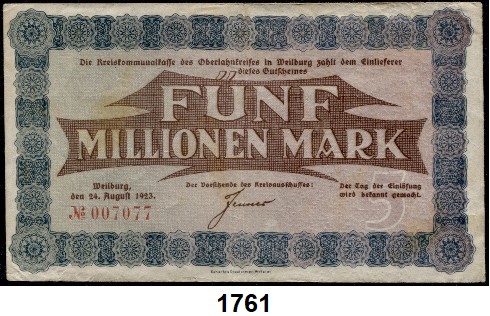 Die Kreiskommunalkasse des Oberlahnkreises in Weilburg zahlt dem Einlieferer
dieses Gutscheines
FÜNF
MILLIONEN MARK
Weilburg,
den 24. August 1923.
№ 007077
Der Vorsitzende des Kreisausschusses:
Der Tag der Einlösung
wird bekannt gemacht.
5
1761